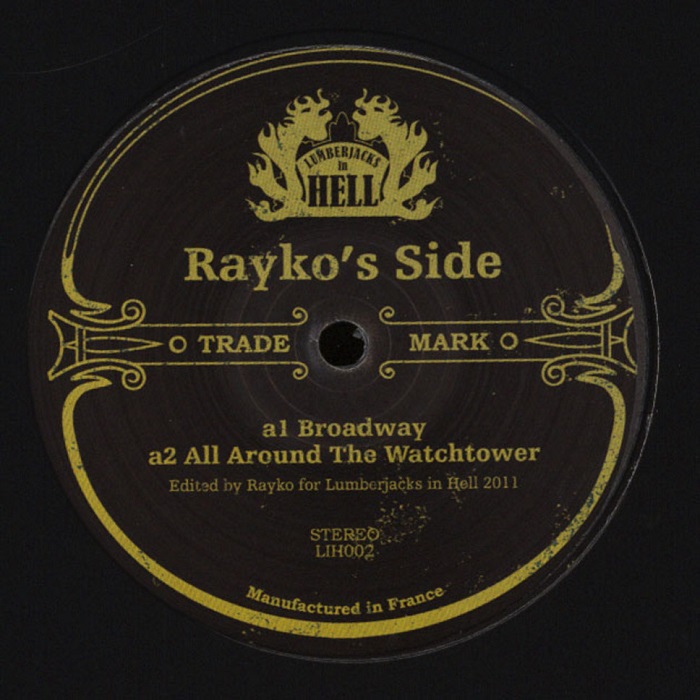 LUMBERJACKS
in
HELL
Rayko's Side
TRADE MARK
a1 Broadway
a2 All Around The Watchtower
Edited by Rayko for Lumberjacks in Hell 2011
STEREO
LIH002
Manufactured in France